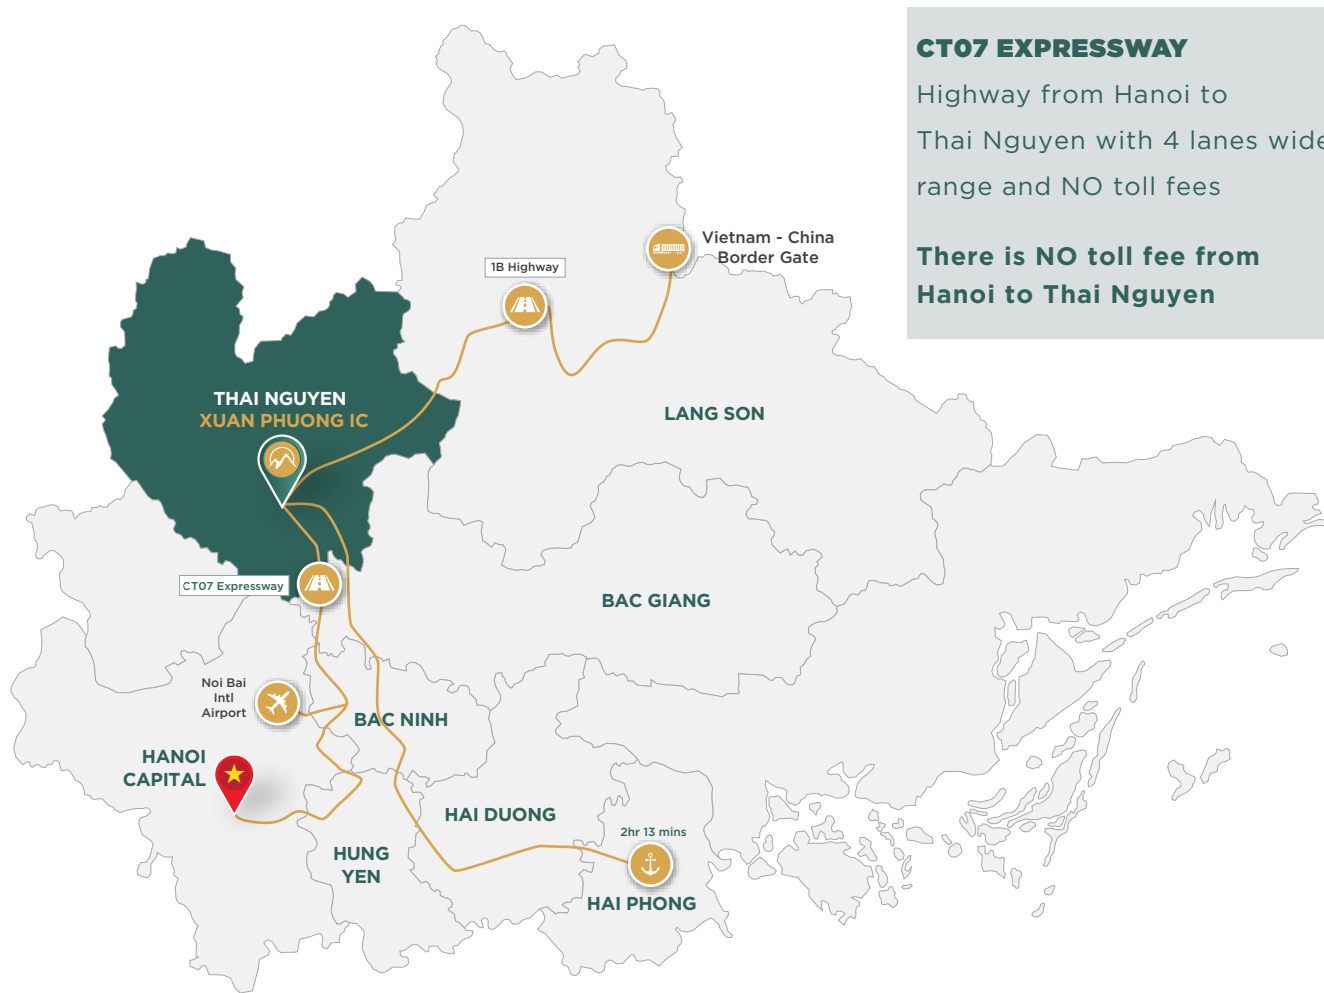 CT07 EXPRESSWAY
Highway from Hanoi to
Thai Nguyen with 4 lanes wide
range and NO toll fees
There is NO toll fee from
Hanoi to Thai Nguyen
Vietnam - China
Border Gate
1B Highway
THAI NGUYEN
XUAN PHUONG IC
LANG SON
CT07 Expressway
BAC GIANG
Noi Bai
Intl
Airport
BAC NINH
HANOI
CAPITAL
HAI DUONG
2hr 13 mins
HUNG
YEN
HAI PHONG